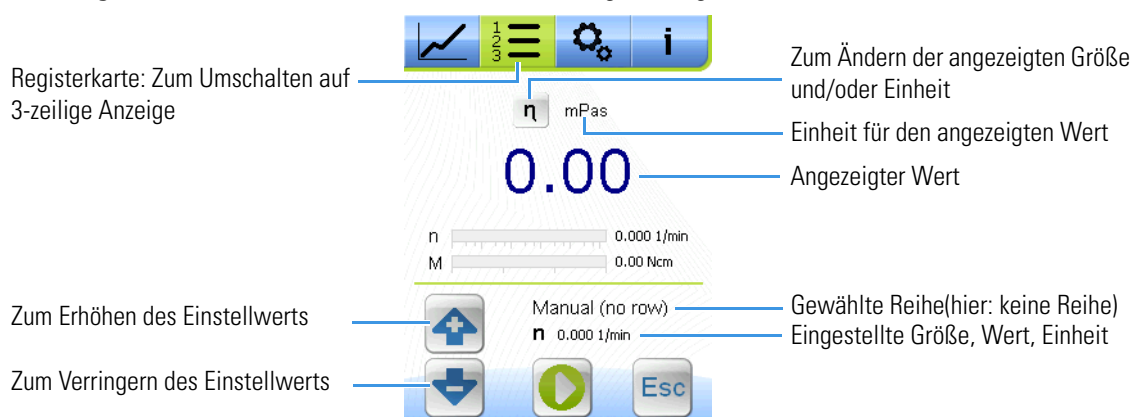 1
2
3
i
Registerkarte: Zum Umschalten auf
3-zeilige Anzeige
Zum Ändern der angezeigten Größe
und/oder Einheit
η mPas
Einheit für den angezeigten Wert
0.00
Angezeigter Wert
n 0.000 1/min
M 0.00 Ncm
Zum Erhöhen des Einstellwerts
Manual (no row)
Gewählte Reihe(hier: keine Reihe)
n 0.000 1/min
Eingestellte Größe, Wert, Einheit
Zum Verringern des Einstellwerts
Esc